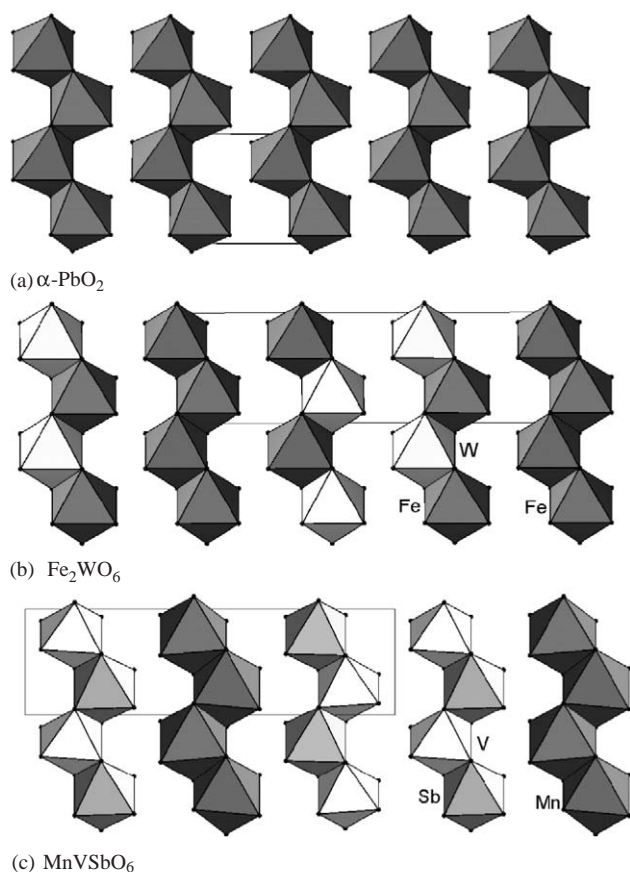 (a) α-PbO₂
W
Fe Fe
(b) Fe₂WO₆
V
Sb Mn
(c) MnVSbO₆